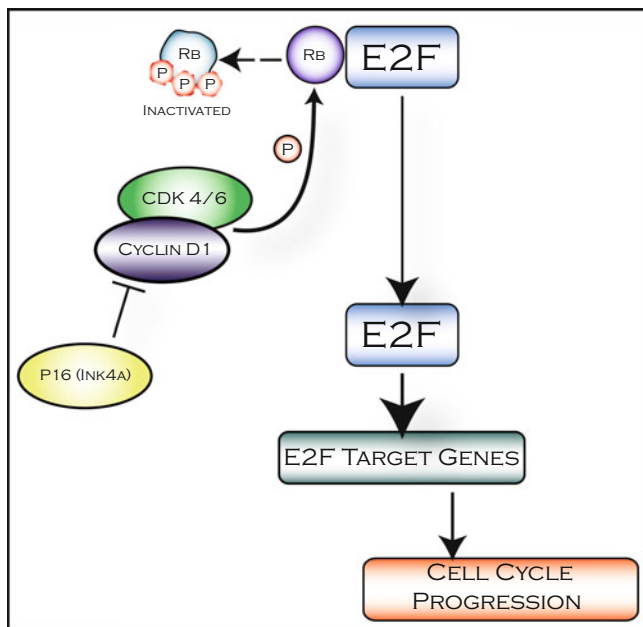 RB
P
P
P
INACTIVATED
RB
E2F
P
CDK 4/6
CYCLIN D1
P16 (INK4A)
E2F
E2F TARGET GENES
CELL CYCLE
PROGRESSION